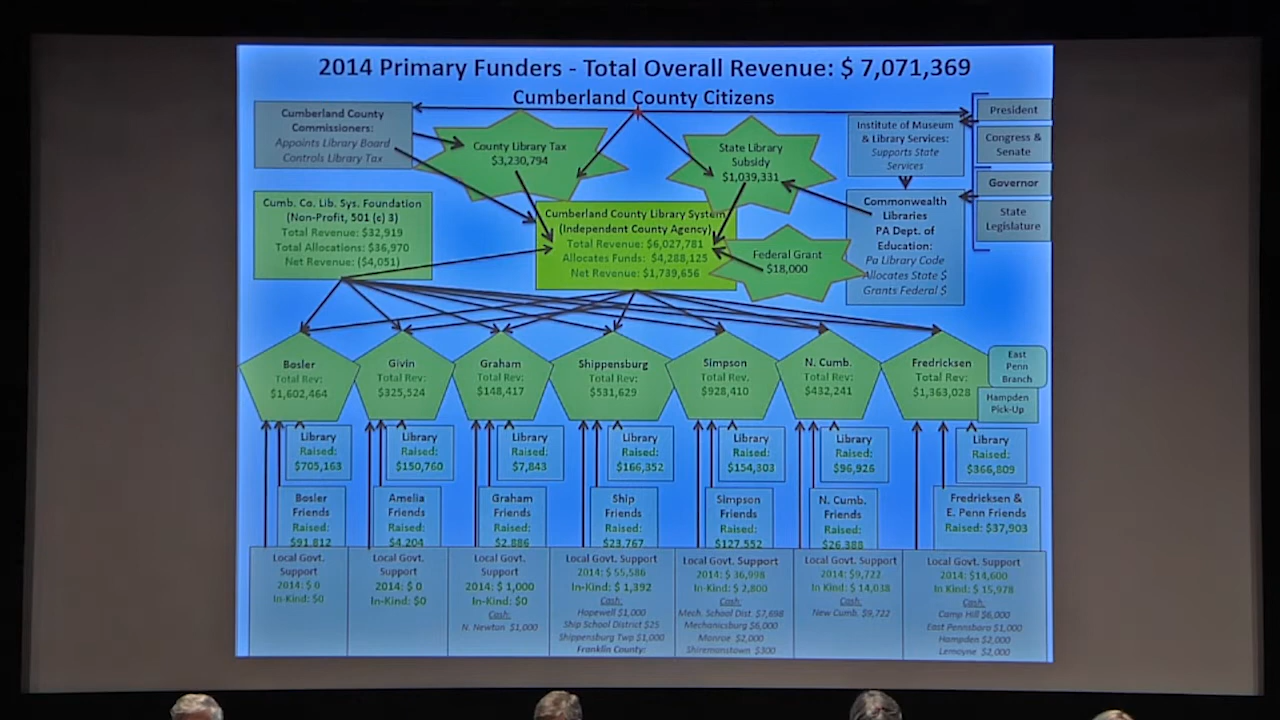 2014 Primary Funders - Total Overall Revenue: $ 7,071,369
Cumberland County Citizens
Cumberland County
Commissioners:
Appoints Library Board
Controls Library Tax
County Library Tax
$3,230,794
State Library
Subsidy
$1,039,331
Institute of Museum
& Library Services:
Supports State
Services
President
Congress &
Senate
Governor
State
Legislature
Cumb. Co. Lib. Sys. Foundation
(Non-Profit, 501 (c) 3)
Total Revenue: $32,919
Total Allocations: $36,970
Net Revenue: ($4,051)
Cumberland County Library System
(Independent County Agency)
Total Revenue: $6,027,781
Allocates Funds: $4,288,125
Net Revenue: $1,739,656
Federal Grant
$18,000
Commonwealth
Libraries
PA Dept. of
Education:
Pa Library Code
Allocates State $
Grants Federal $
Bosler
Total Rev:
$1,602,464
Givin
Total Rev:
$325,524
Graham
Total Rev:
$148,417
Shippensburg
Total Rev:
$531,629
Simpson
Total Rev.
$928,410
N. Cumb.
Total Rev:
$432,241
Fredricksen
Total Rev:
$1,363,028
East
Penn
Branch
Hampden
Pick-Up
Library
Raised:
$705,163
Library
Raised:
$150,760
Library
Raised:
$7,843
Library
Raised:
$166,352
Library
Raised:
$154,303
Library
Raised:
$96,926
Library
Raised:
$366,809
Bosler
Friends
Raised:
$91,812
Amelia
Friends
Raised:
$4,204
Graham
Friends
Raised:
$2,886
Ship
Friends
Raised:
$23,767
Simpson
Friends
Raised:
$127,552
N. Cumb.
Friends
Raised:
$26,388
Fredricksen &
E. Penn Friends
Raised: $37,903
Local Govt.
Support
2014: $ 0
In-Kind: $0
Local Govt.
Support
2014: $ 0
In-Kind: $0
Local Govt.
Support
2014: $ 1,000
In-Kind: $0
Cash:
N. Newton $1,000
Local Govt. Support
2014: $ 55,586
In-Kind: $ 1,392
Cash:
Hopewell $1,000
Ship School District $25
Shippensburg Twp $1,000
Franklin County:
Local Govt. Support
2014: $ 36,998
In-Kind: $ 2,800
Cash:
Mech. School Dist. $7,698
Mechanicsburg $6,000
Monroe $2,000
Shiremanstown $300
Local Govt. Support
2014: $9,722
In Kind: $ 14,038
Cash:
New Cumb. $9,722
Local Govt. Support
2014: $14,600
In Kind: $ 15,978
Cash:
Camp Hill $6,000
East Pennsboro $1,000
Hampden $2,000
Lemoyne $2,000